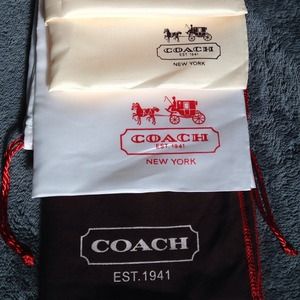 COACH
EST. 1941
NEW YORK
COACH
EST. 1941
NEW YORK
COACH
EST.1941